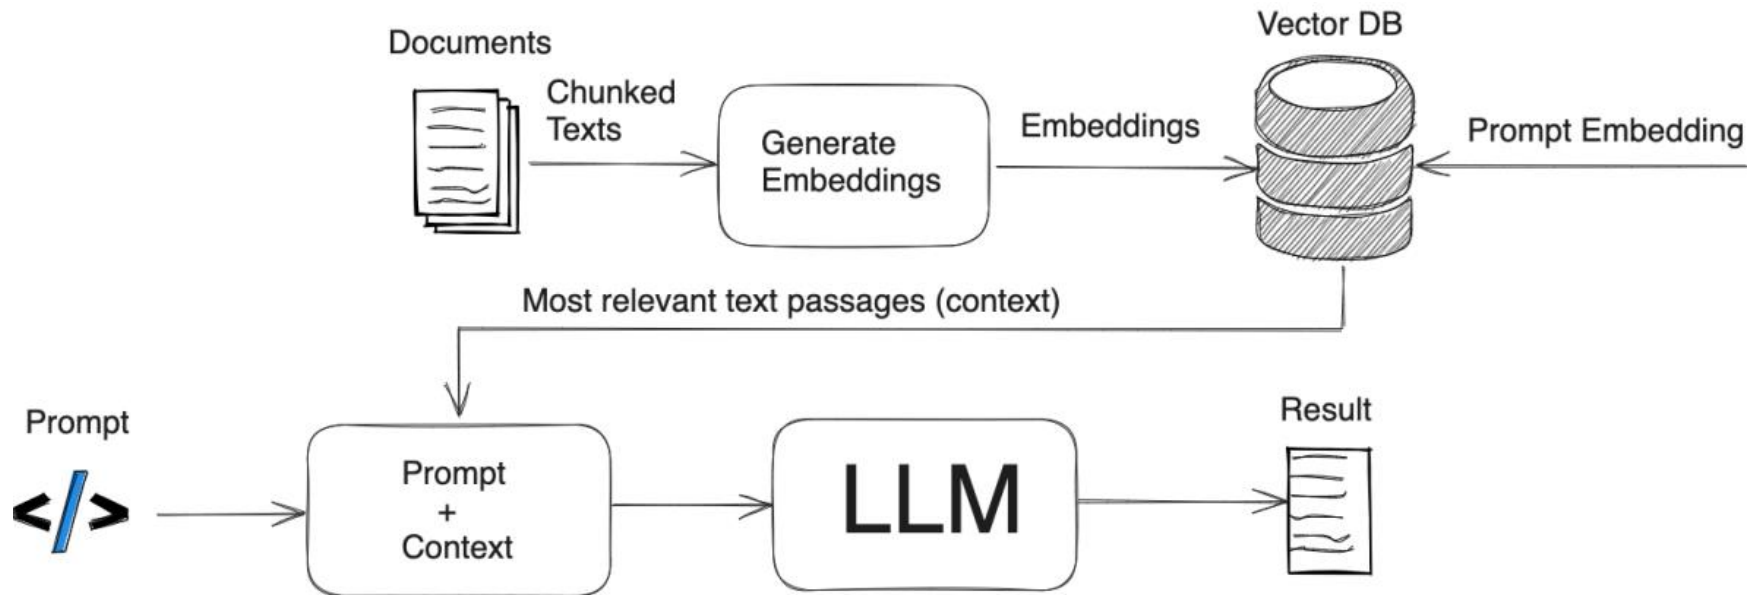 Documents
Chunked
Texts
Generate
Embeddings
Embeddings
Vector DB
Prompt Embedding
Most relevant text passages (context)
Prompt
</>
Prompt
+
Context
LLM
Result